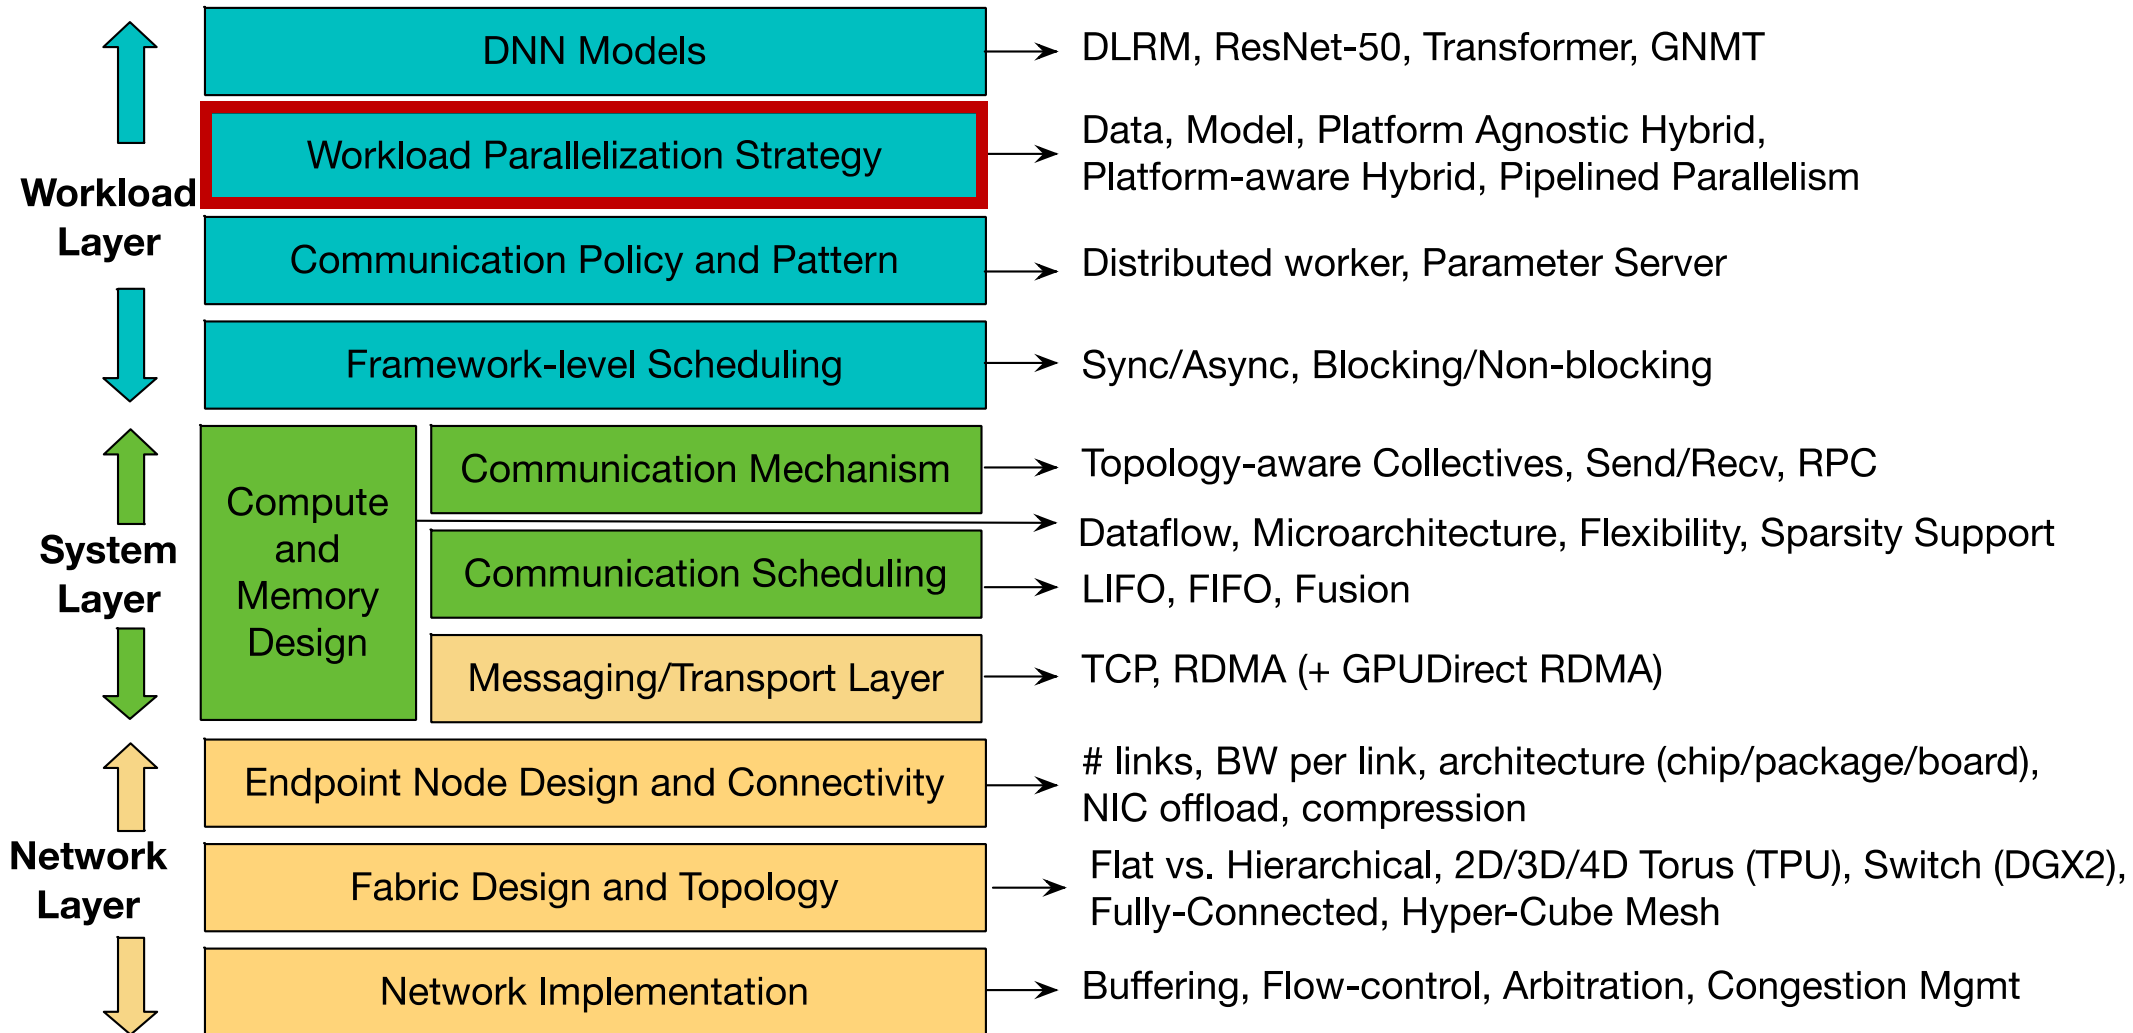 DNN Models
DLRM, ResNet-50, Transformer, GNMT
Workload Parallelization Strategy
Data, Model, Platform Agnostic Hybrid,
Platform-aware Hybrid, Pipelined Parallelism
Workload
Layer
Communication Policy and Pattern
Distributed worker, Parameter Server
Framework-level Scheduling
Sync/Async, Blocking/Non-blocking
System
Layer
Compute
and
Memory
Design
Communication Mechanism
Topology-aware Collectives, Send/Recv, RPC
Dataflow, Microarchitecture, Flexibility, Sparsity Support
Communication Scheduling
LIFO, FIFO, Fusion
Messaging/Transport Layer
TCP, RDMA (+ GPUDirect RDMA)
Network
Layer
Endpoint Node Design and Connectivity
# links, BW per link, architecture (chip/package/board),
NIC offload, compression
Fabric Design and Topology
Flat vs. Hierarchical, 2D/3D/4D Torus (TPU), Switch (DGX2),
Fully-Connected, Hyper-Cube Mesh
Network Implementation
Buffering, Flow-control, Arbitration, Congestion Mgmt